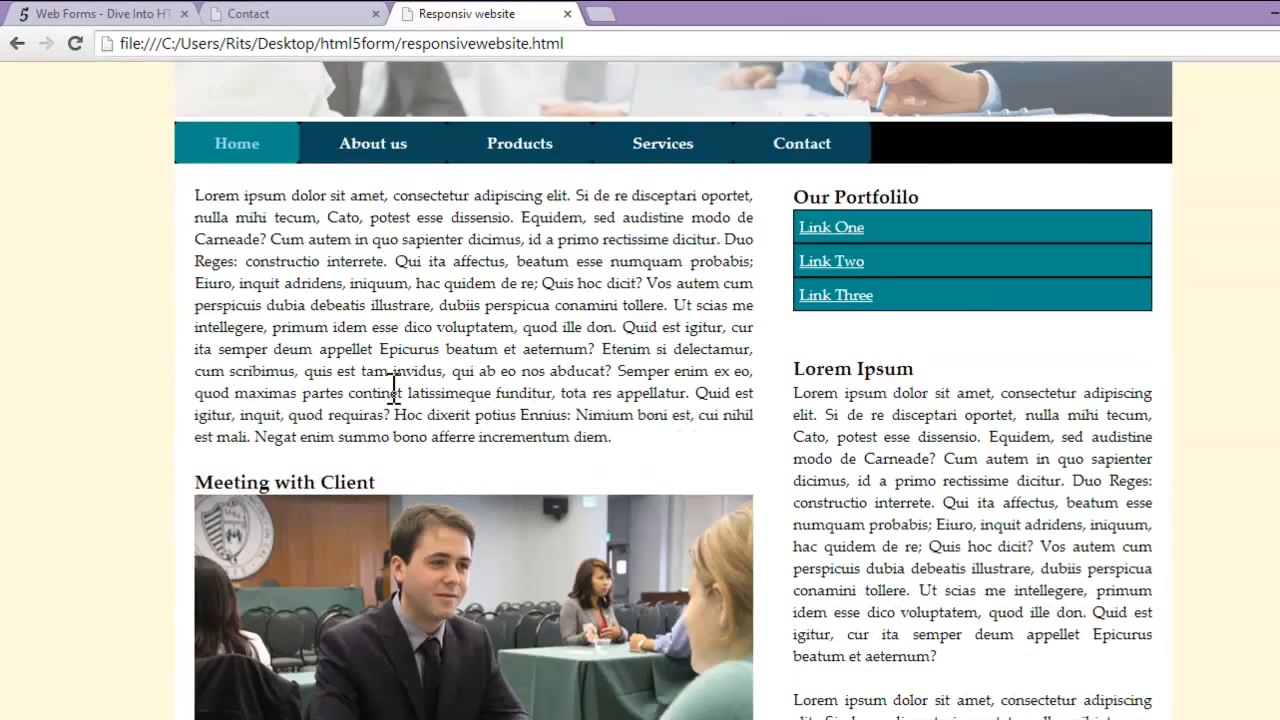 Web Forms - Dive Into HT
Contact
Responsiv website
file:///C:/Users/Rits/Desktop/html5form/responsivewebsite.html
Home
About us
Products
Services
Contact
Lorem ipsum dolor sit amet, consectetur adipiscing elit. Si de re disceptari oportet,
nulla mihi tecum, Cato, potest esse dissensio. Equidem, sed audistine modo de
Carneade? Cum autem in quo sapienter dicimus, id a primo rectissime dicitur. Duo
Reges: constructio interrete. Qui ita affectus, beatum esse numquam probabis;
Eiuro, inquit adridens, iniquum, hac quidem de re; Quis hoc dicit? Vos autem cum
perspicuis dubia debeatis illustrare, dubiis perspicua conamini tollere. Ut scias me
intellegere, primum idem esse dico voluptatem, quod ille don. Quid est igitur, cur
ita semper deum appellet Epicurus beatum et aeternum? Etenim si delectamur,
cum scribimus, quis est tam invidus, qui ab eo nos abducat? Semper enim ex eo,
quod maximas partes continet latissimeque funditur, tota res appellatur. Quid est
igitur, inquit, quod requiras? Hoc dixerit potius Ennius: Nimium boni est, cui nihil
est mali. Negat enim summo bono afferre incrementum diem.
Meeting with Client
Our Portfolilo
Link One
Link Two
Link Three
Lorem Ipsum
Lorem ipsum dolor sit amet, consectetur adipiscing
elit. Si de re disceptari oportet, nulla mihi tecum,
Cato, potest esse dissensio. Equidem, sed audistine
modo de Carneade? Cum autem in quo sapienter
dicimus, id a primo rectissime dicitur. Duo Reges:
constructio interrete. Qui ita affectus, beatum esse
numquam probabis; Eiuro, inquit adridens, iniquum,
hac quidem de re; Quis hoc dicit? Vos autem cum
perspicuis dubia debeatis illustrare, dubiis perspicua
conamini tollere. Ut scias me intellegere, primum
idem esse dico voluptatem, quod ille don. Quid est
igitur, cur ita semper deum appellet Epicurus
beatum et aeternum?
Lorem ipsum dolor sit amet, consectetur adipiscing